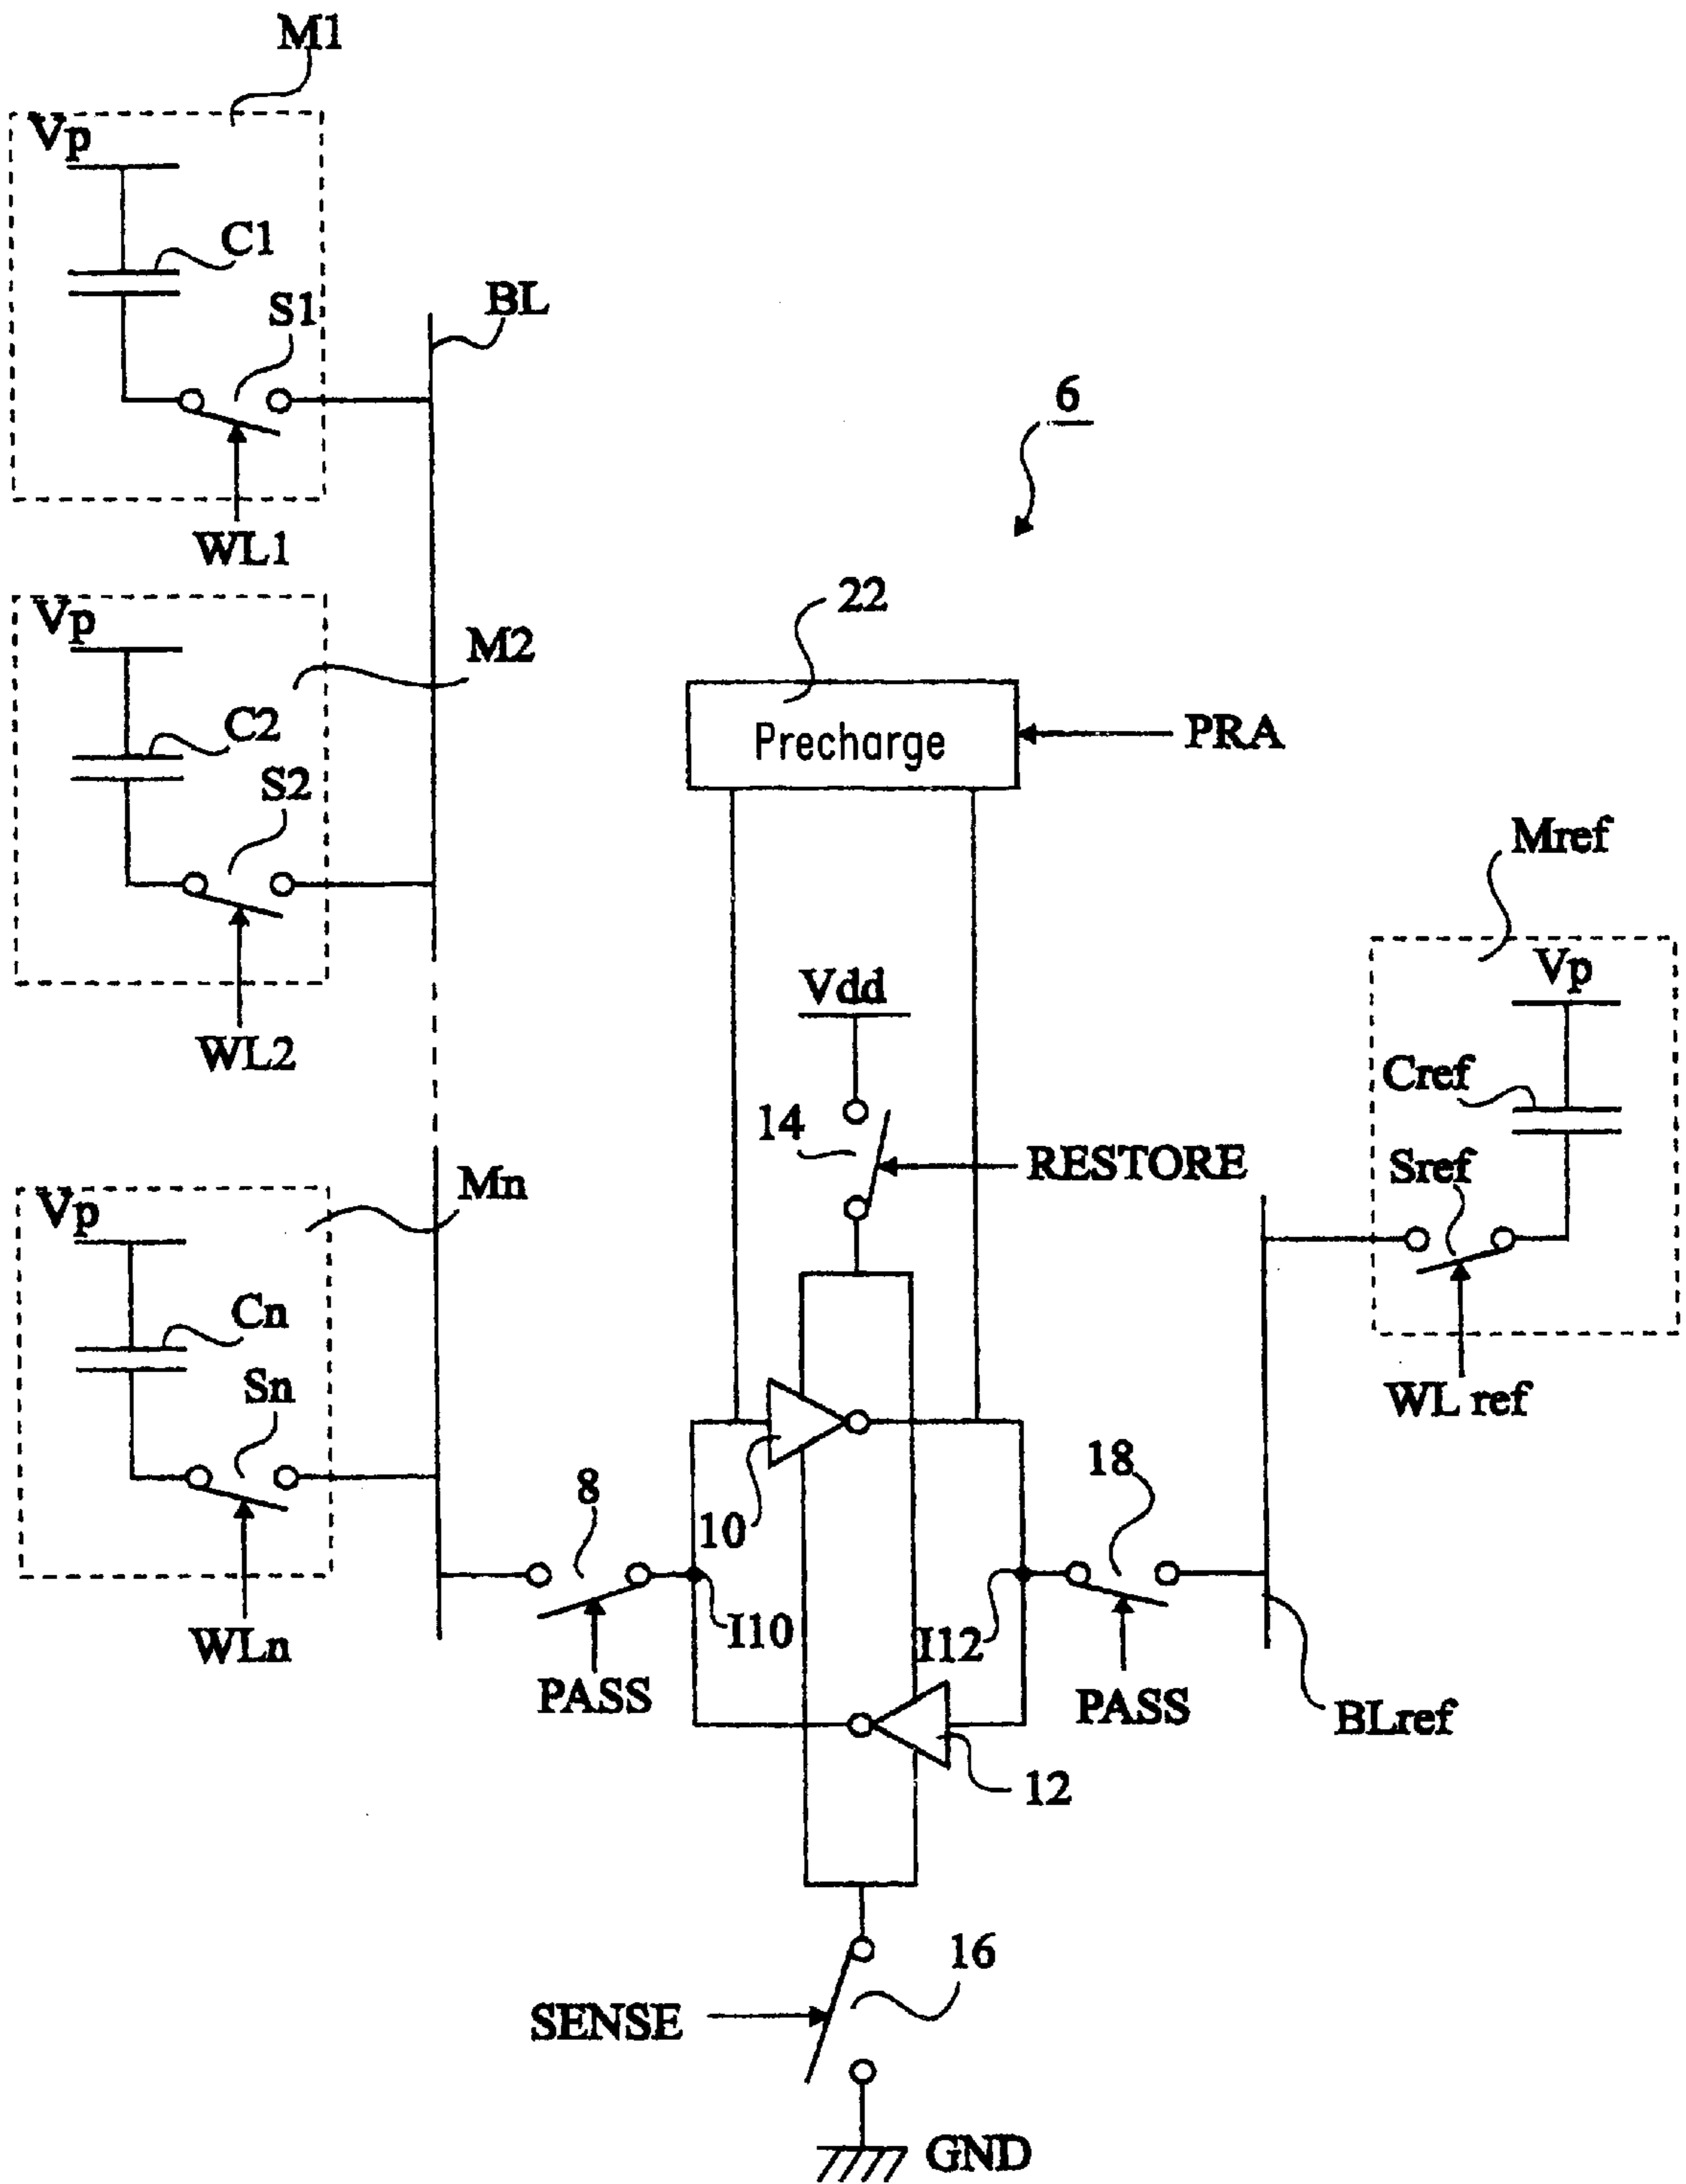 M1
Vp
C1
S1
BL
WL1
6
Vp
M2
C2
S2
WL2
22
Precharge
PRA
Mref
Vp
Cref
Sref
WL ref
Vdd
14
RESTORE
Mn
Vp
Cn
Sn
WLn
8
10
18
I10
I12
PASS
PASS
BLref
12
16
SENSE
GND